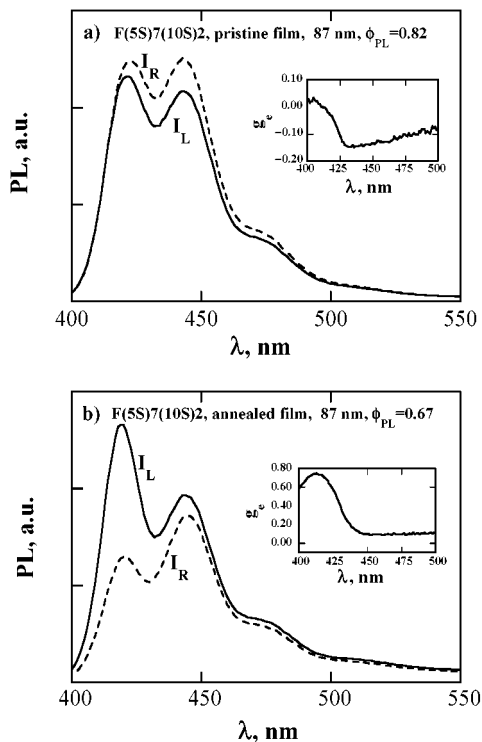 a) F(5S)7(10S)2, pristine film, 87 nm, ϕPL=0.82
IR
IL
PL, a.u.
0.10
0.00
-0.10
-0.20
ge
400 425 450 475 500
λ, nm
400 450 500 550
λ, nm
b) F(5S)7(10S)2, annealed film, 87 nm, ϕPL=0.67
IL
IR
PL, a.u.
0.80
0.60
0.40
0.20
0.00
ge
400 425 450 475 500
λ, nm
400 450 500 550
λ, nm